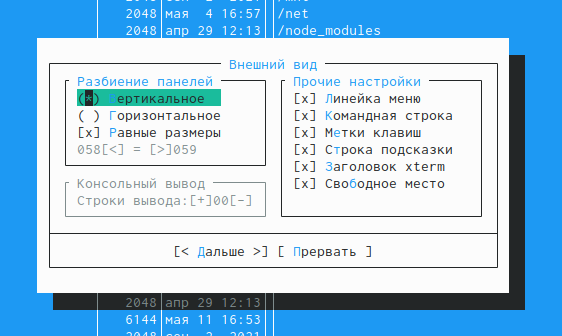 2048 мая  4 16:57 /net
2048 апр 29 12:13 /node_modules
Внешний вид
Разбиение панелей
(*) Вертикальное
( ) Горизонтальное
[x] Равные размеры
058[<] = [>]059
Консольный вывод
Строки вывода:[+]00[-]
Прочие настройки
[x] Линейка меню
[x] Командная строка
[x] Метки клавиш
[x] Строка подсказки
[x] Заголовок xterm
[x] Свободное место
[< Дальше >] [ Прервать ]
2048 апр 29 12:13
6144 мая 11 16:53